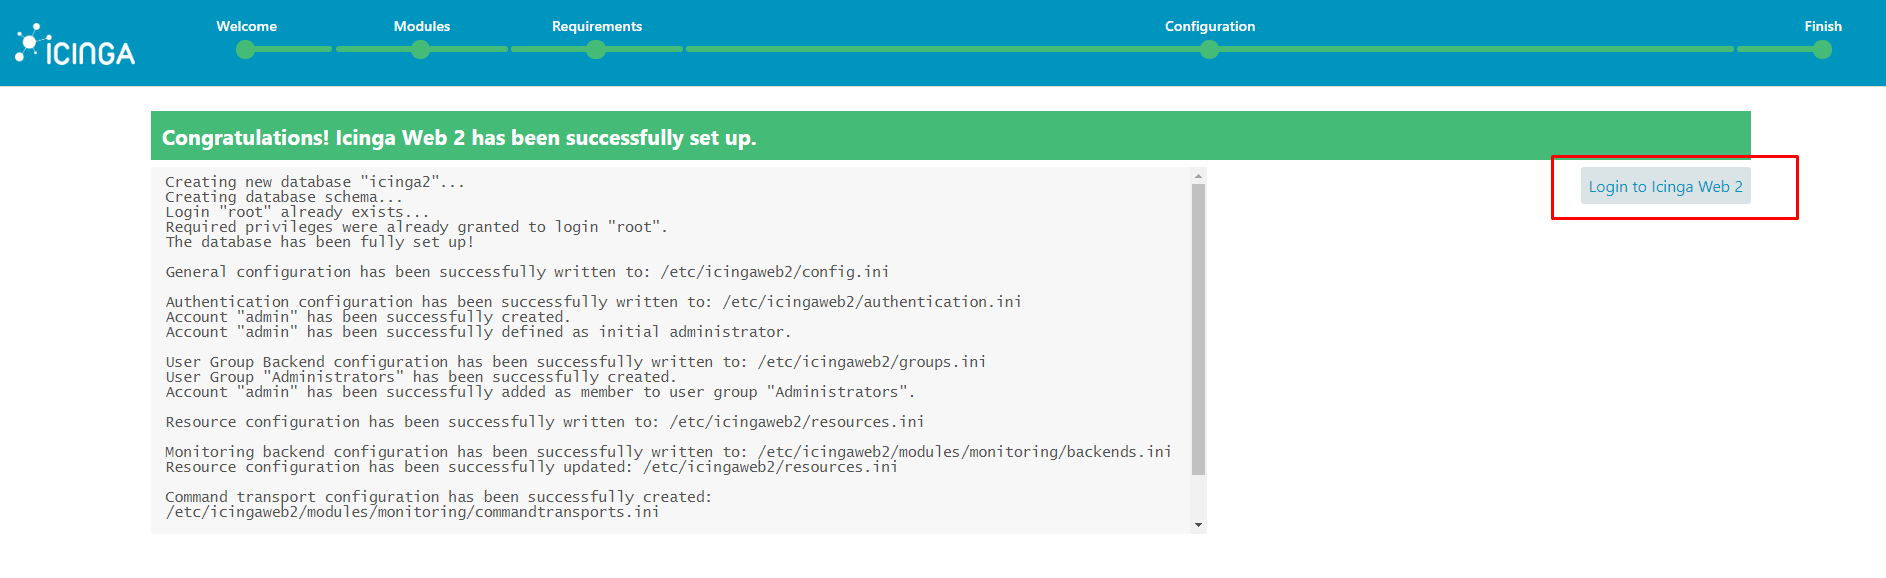 Welcome
Modules
Requirements
Configuration
Finish
ICINGA
Congratulations! Icinga Web 2 has been successfully set up.
Login to Icinga Web 2
Creating new database "icinga2"...
Creating database schema...
Login "root" already exists...
Required privileges were already granted to login "root".
The database has been fully set up!
General configuration has been successfully written to: /etc/icingaweb2/config.ini
Authentication configuration has been successfully written to: /etc/icingaweb2/authentication.ini
Account "admin" has been successfully created.
Account "admin" has been successfully defined as initial administrator.
User Group Backend configuration has been successfully written to: /etc/icingaweb2/groups.ini
User Group "Administrators" has been successfully created.
Account "admin" has been successfully added as member to user group "Administrators".
Resource configuration has been successfully written to: /etc/icingaweb2/resources.ini
Monitoring backend configuration has been successfully written to: /etc/icingaweb2/modules/monitoring/backends.ini
Resource configuration has been successfully updated: /etc/icingaweb2/resources.ini
Command transport configuration has been successfully created:
/etc/icingaweb2/modules/monitoring/commandtransports.ini